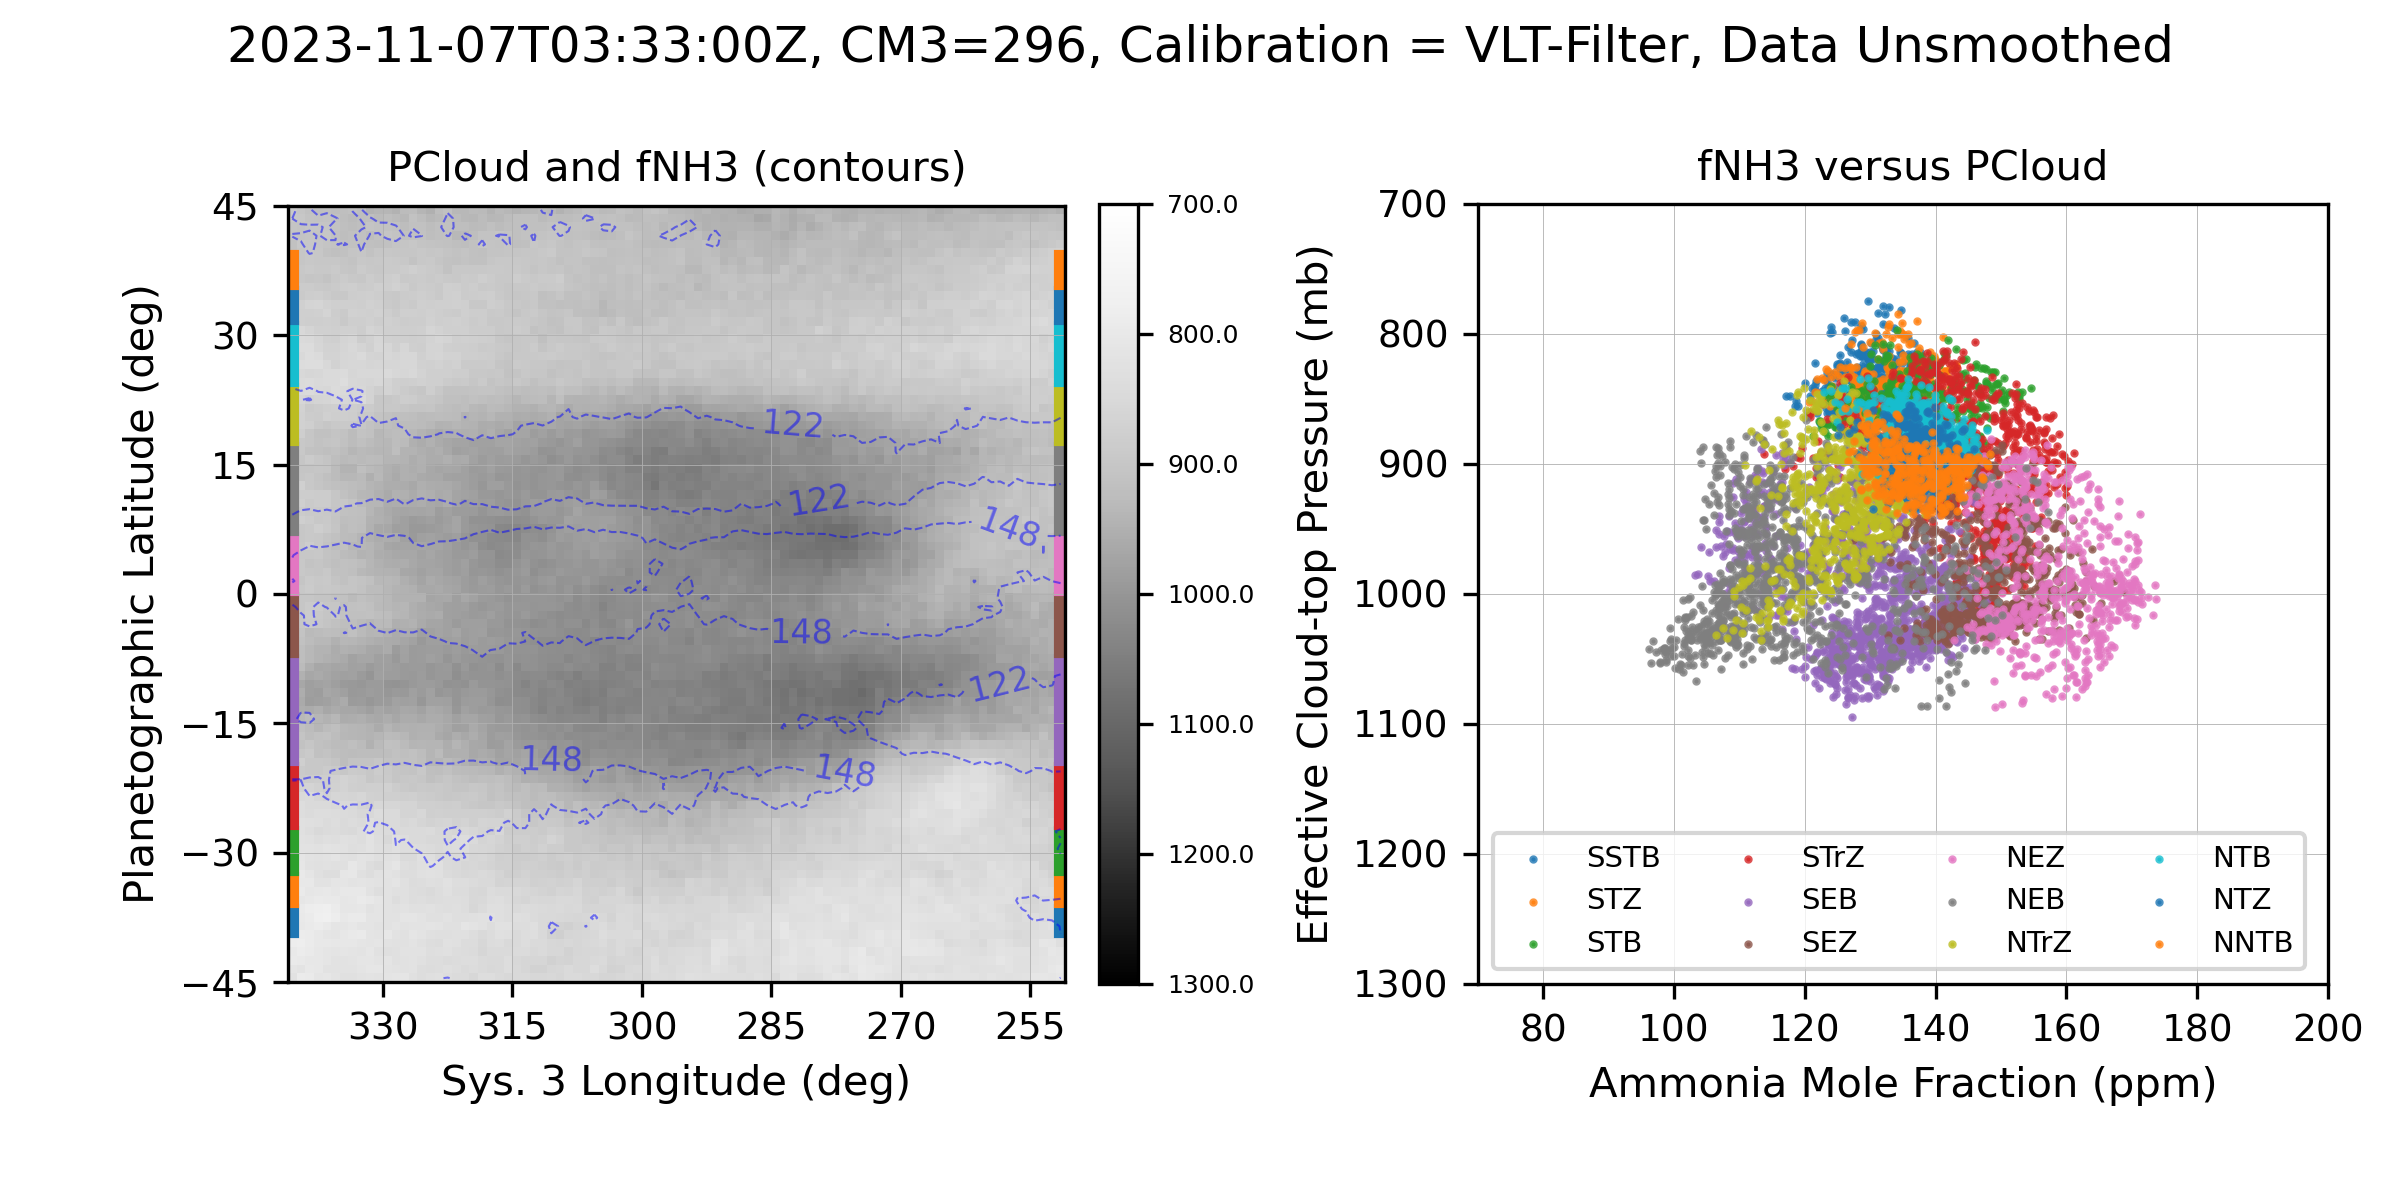 2023-11-07T03:33:00Z, CM3=296, Calibration = VLT-Filter, Data Unsmoothed
PCloud and fNH3 (contours)
Planetographic Latitude (deg)
45
30
15
0
−15
−30
−45
122
122
148
148
122
148
148
330
315
300
285
270
255
Sys. 3 Longitude (deg)
700.0
800.0
900.0
1000.0
1100.0
1200.0
1300.0
fNH3 versus PCloud
Effective Cloud-top Pressure (mb)
700
800
900
1000
1100
1200
1300
SSTB
STZ
STB
STrZ
SEB
SEZ
NEZ
NEB
NTrZ
NTB
NTZ
NNTB
80
100
120
140
160
180
200
Ammonia Mole Fraction (ppm)